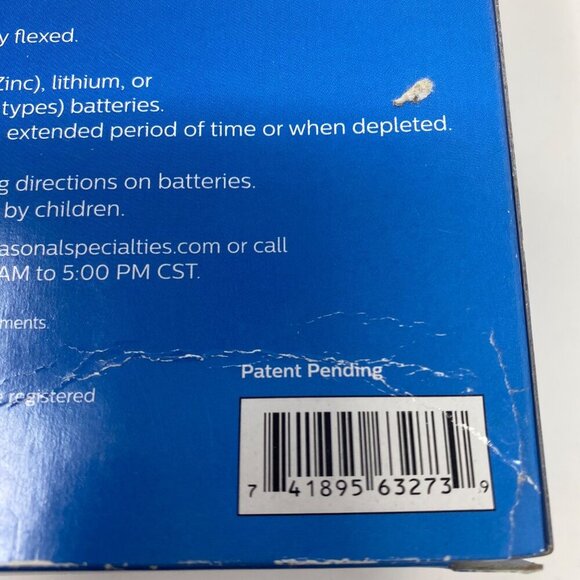 y flexed.
Zinc), lithium, or
types) batteries.
extended period of time or when depleted.
g directions on batteries.
by children.
asonalspecialties.com or call
AM to 5:00 PM CST.
ments.
Patent Pending
e registered
7 41895 63273 9